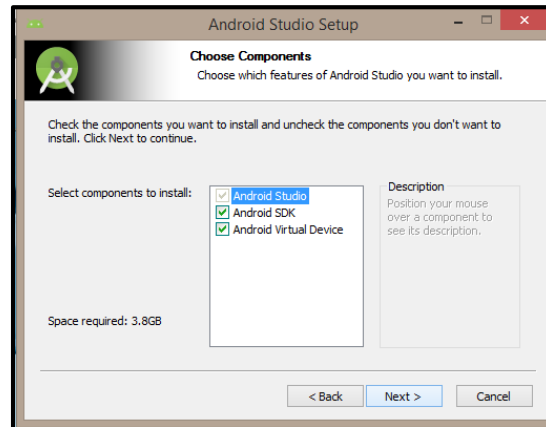 Android Studio Setup
Choose Components
Choose which features of Android Studio you want to install.
Check the components you want to install and uncheck the components you don't want to
install. Click Next to continue.
Select components to install:
Android Studio
Android SDK
Android Virtual Device
Description
Position your mouse
over a component to
see its description.
Space required: 3.8GB
< Back
Next >
Cancel